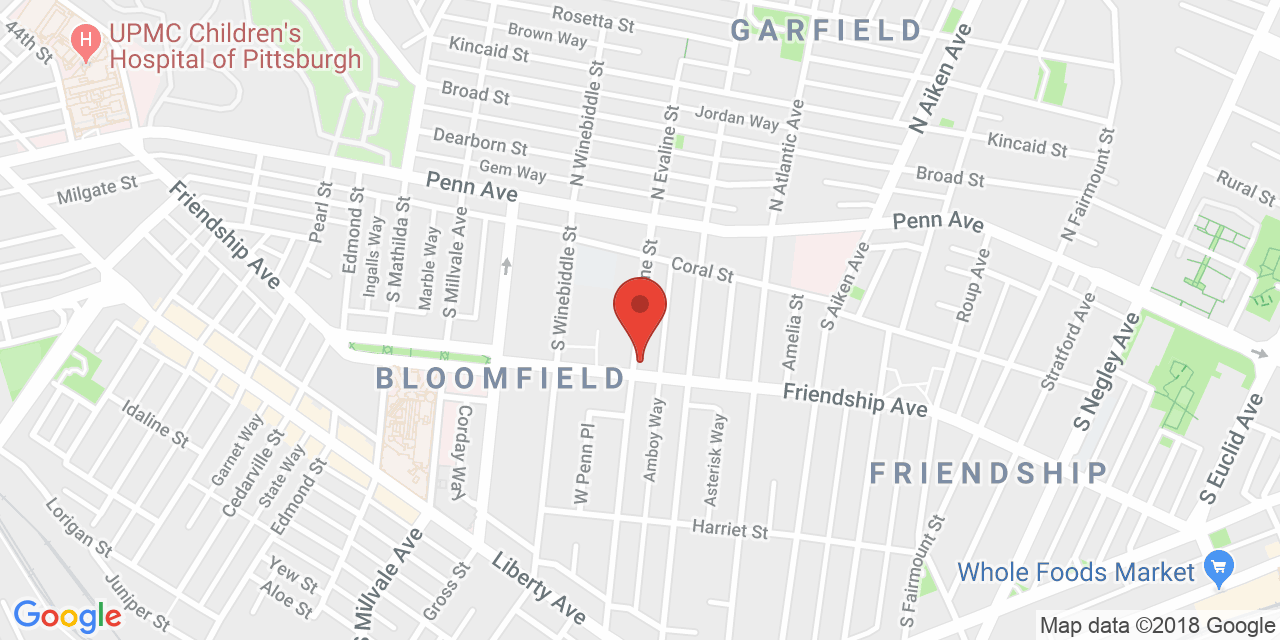 44th St
UPMC Children's
Hospital of Pittsburgh
H
Rosetta St
Brown Way
Kincaid St
GARFIELD
N Aiken Ave
Broad St
Jordan Way
Kincaid St
Dearborn St
Gem Way
N Winebiddle St
N Evaline St
N Atlantic Ave
Broad St
N Fairmount St
Rural St
Milgate St
Friendship Ave
Pearl St
Edmond St
Ingalls Way
S Mathilda St
Marble Way
S Millvale Ave
Penn Ave
Penn Ave
S Winebiddle St
ne St
Coral St
Amelia St
S Aiken Ave
Roup Ave
Stratford Ave
S Negley Ave
S Euclid Ave
BLOOMFIELD
Friendship Ave
Idaline St
Garnet Way
Cedarville St
State Way
Edmond St
Corday Way
W Penn Pl
Amboy Way
Asterisk Way
FRIENDSHIP
Harriet St
Lorigan St
Juniper St
Yew St
Aloe St
S Millvale Ave
Gross St
Liberty Ave
S Fairmount St
Whole Foods Market
Google
Map data ©2018 Google